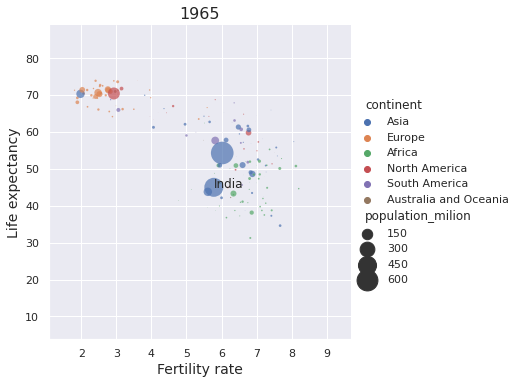 1965
Life expectancy
80
70
60
50
40
30
20
10
India
2 3 4 5 6 7 8 9
Fertility rate
continent
Asia
Europe
Africa
North America
South America
Australia and Oceania
population_milion
150
300
450
600